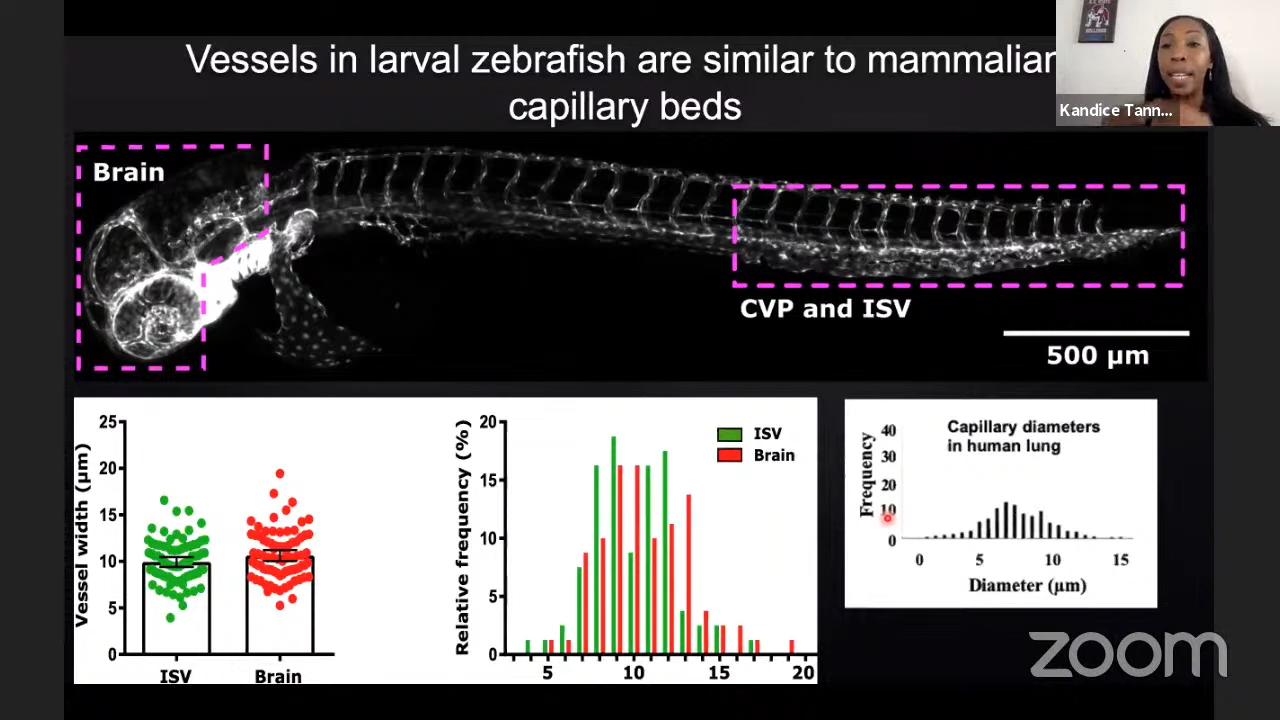 Vessels in larval zebrafish are similar to mammalian
capillary beds
Kandice Tann...
Brain
CVP and ISV
500 µm
25
20
15
10
5
0
Vessel width (µm)
ISV
Brain
20
15
10
5
0
Relative frequency (%)
ISV
Brain
5
10
15
20
Capillary diameters
in human lung
40
30
20
10
0
Frequency
0
5
10
15
Diameter (µm)
zoom